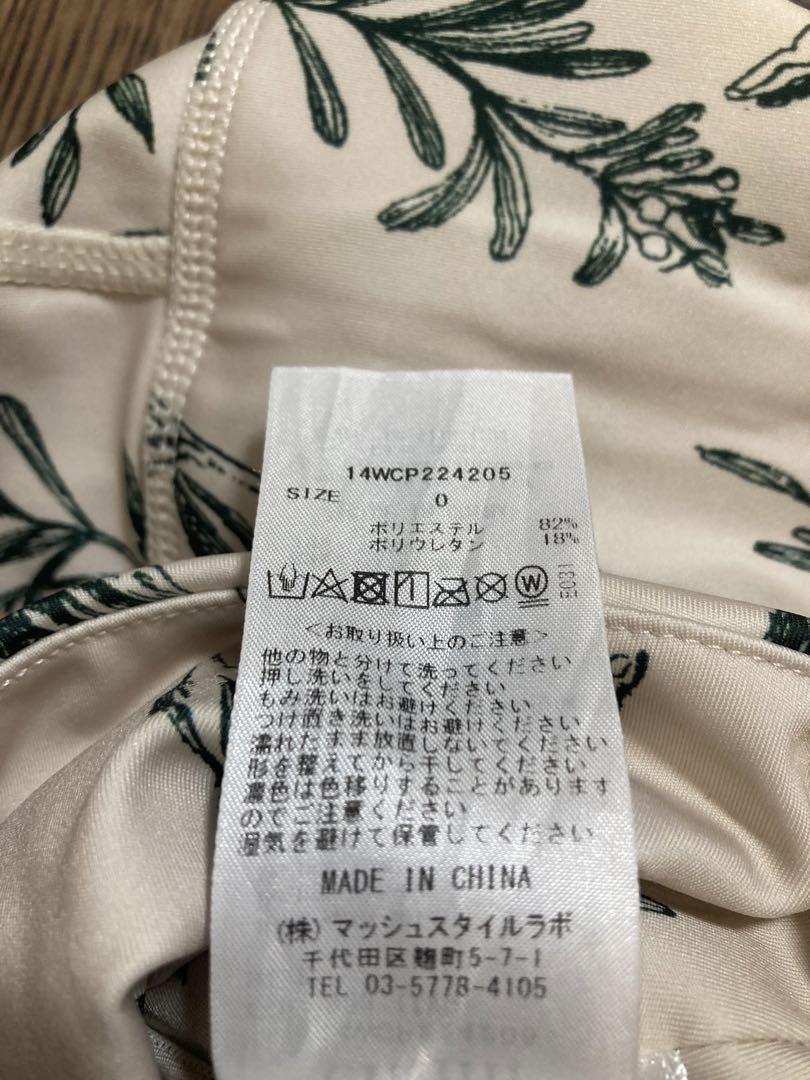 14WCP224205
SIZE 0
ポリエステル 82%
ポリウレタン 18%
W
<お取り扱い上のご注意>
他の物と分けて洗ってください
押し洗いをしてください
もみ洗いはお避けください
つけ置き洗いはお避けください
濡れたまま放置しないでください
形を整えてから干してください
濃色は色移りすることがあります
のでご注意ください
湿気を避けて保管してください
MADE IN CHINA
(株)マッシュスタイルラボ
千代田区麹町5-7-1
TEL 03-5778-4105